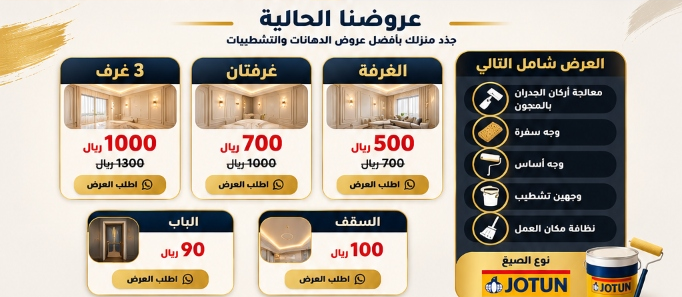 عروضنا الحالية
جدّد منزلك بأفضل عروض الدهانات والتشطيبات
العرض شامل التالي
معالجة أركان الجدران
بالمعجون
وجه سفرة
وجه أساس
وجهين تشطيب
نظافة مكان العمل
نوع الصبغ
JOTUN
JOTUN
الغرفة
500 ريال
700 ريال
اطلب العرض
غرفتان
700 ريال
1000 ريال
اطلب العرض
3 غرف
1000 ريال
1300 ريال
اطلب العرض
السقف
100 ريال
اطلب العرض
الباب
90 ريال
اطلب العرض